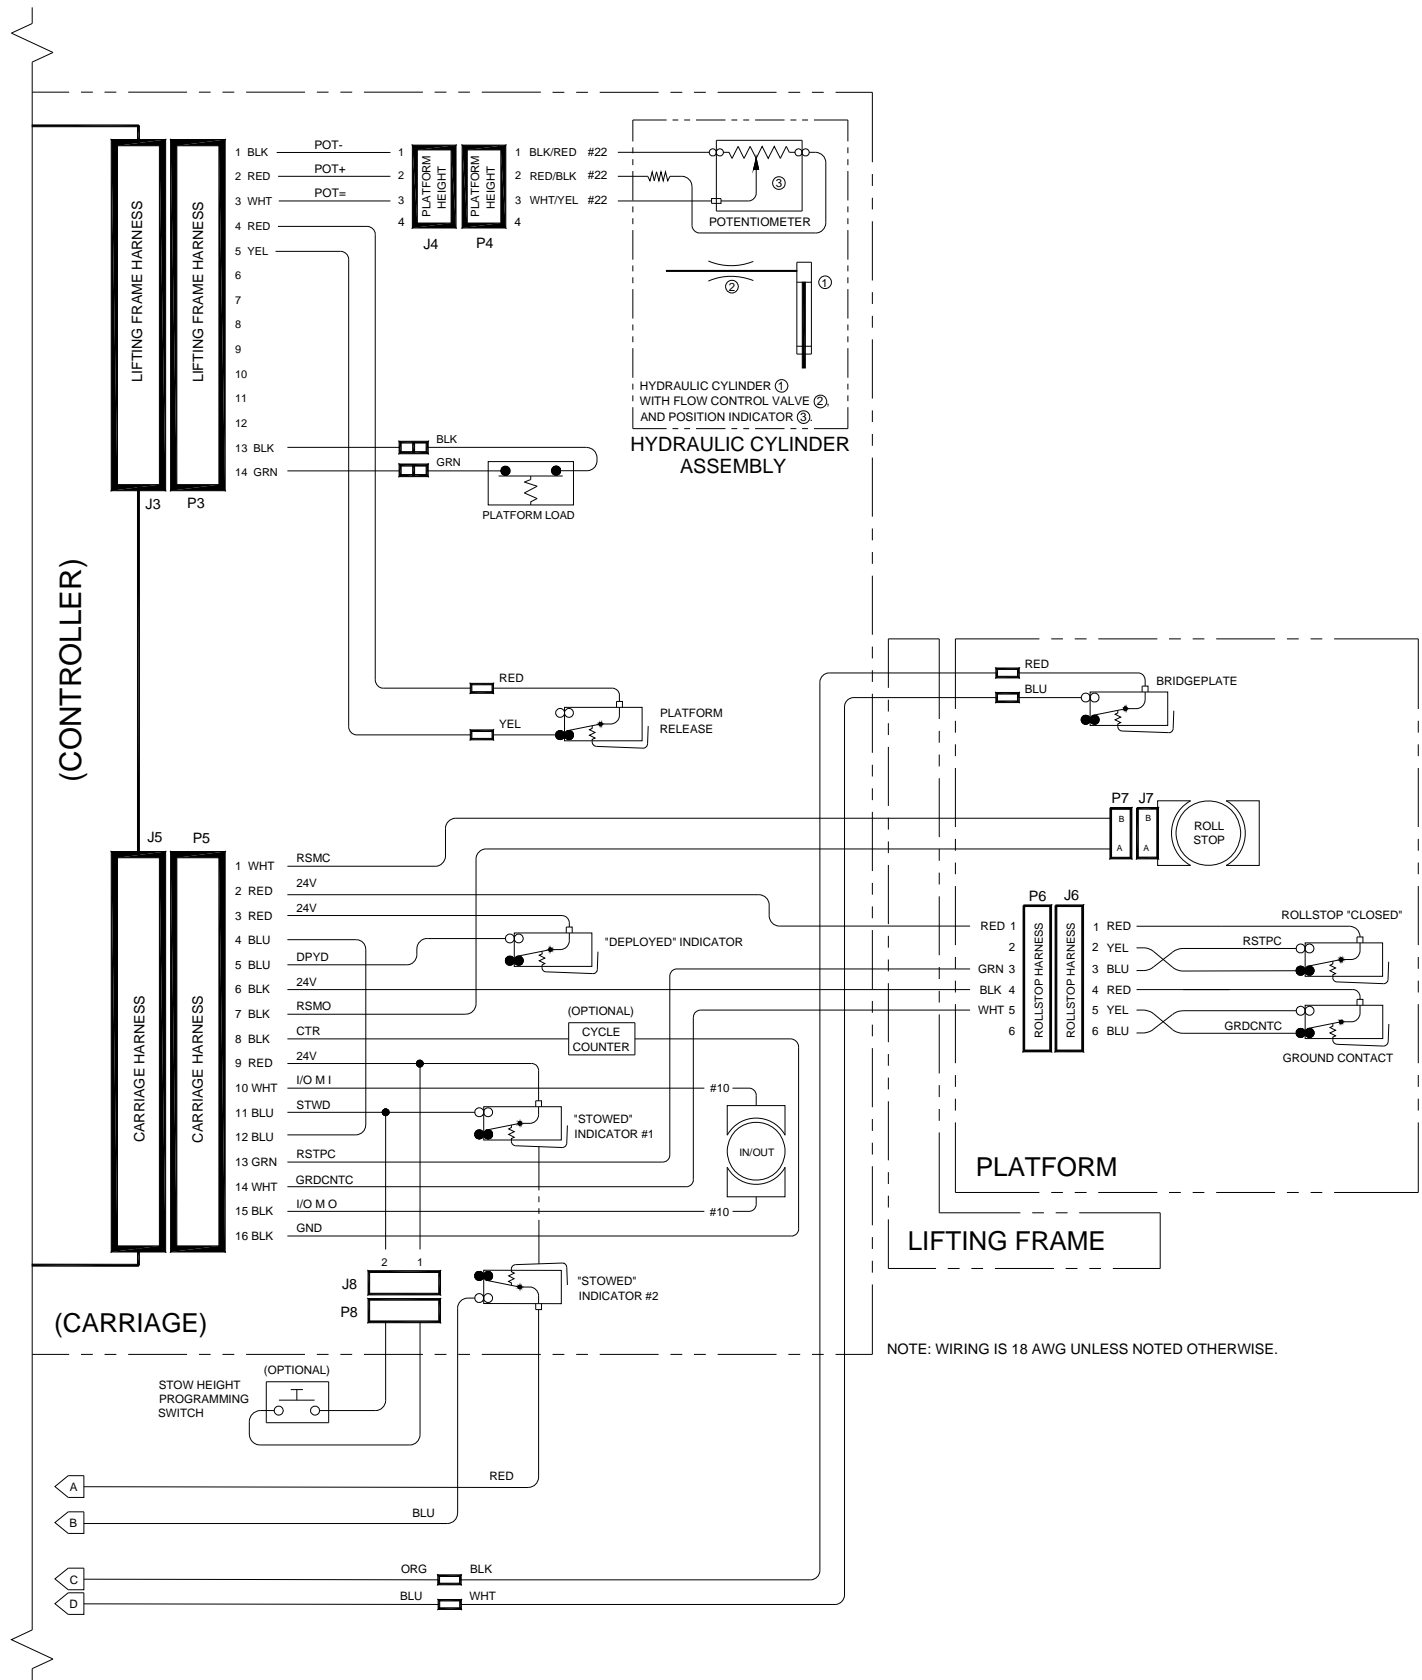 (CONTROLLER)
LIFTING FRAME HARNESS
LIFTING FRAME HARNESS
J3
P3
1 BLK POT-
2 RED POT+
3 WHT POT=
4 RED
5 YEL
6
7
8
9
10
11
12
13 BLK
14 GRN
1
2
3
4
PLATFORM HEIGHT
PLATFORM HEIGHT
J4
P4
1 BLK/RED #22
2 RED/BLK #22
3 WHT/YEL #22
4
3
POTENTIOMETER
2
1
HYDRAULIC CYLINDER 1
WITH FLOW CONTROL VALVE 2,
AND POSITION INDICATOR 3.
HYDRAULIC CYLINDER
ASSEMBLY
BLK
GRN
PLATFORM LOAD
RED
YEL
PLATFORM
RELEASE
RED
BLU
BRIDGEPLATE
J5
P5
CARRIAGE HARNESS
CARRIAGE HARNESS
1 WHT RSMC
2 RED 24V
3 RED 24V
4 BLU
5 BLU DPYD
6 BLK 24V
7 BLK RSMO
8 BLK CTR
9 RED 24V
10 WHT I/O M I
11 BLU STWD
12 BLU
13 GRN RSTPC
14 WHT GRDCNTC
15 BLK I/O M O
16 BLK GND
"DEPLOYED" INDICATOR
(OPTIONAL)
CYCLE
COUNTER
"STOWED"
INDICATOR #1
#10
IN/OUT
#10
P7
J7
B
A
B
A
ROLL
STOP
P6
J6
RED 1
2
GRN 3
BLK 4
WHT 5
6
ROLLSTOP HARNESS
ROLLSTOP HARNESS
1 RED
2 YEL
3 BLU
4 RED
5 YEL
6 BLU
ROLLSTOP "CLOSED"
RSTPC
GRDCNTC
GROUND CONTACT
PLATFORM
LIFTING FRAME
2
1
J8
P8
"STOWED"
INDICATOR #2
(CARRIAGE)
NOTE: WIRING IS 18 AWG UNLESS NOTED OTHERWISE.
(OPTIONAL)
STOW HEIGHT
PROGRAMMING
SWITCH
A
RED
B
BLU
C
ORG BLK
D
BLU WHT